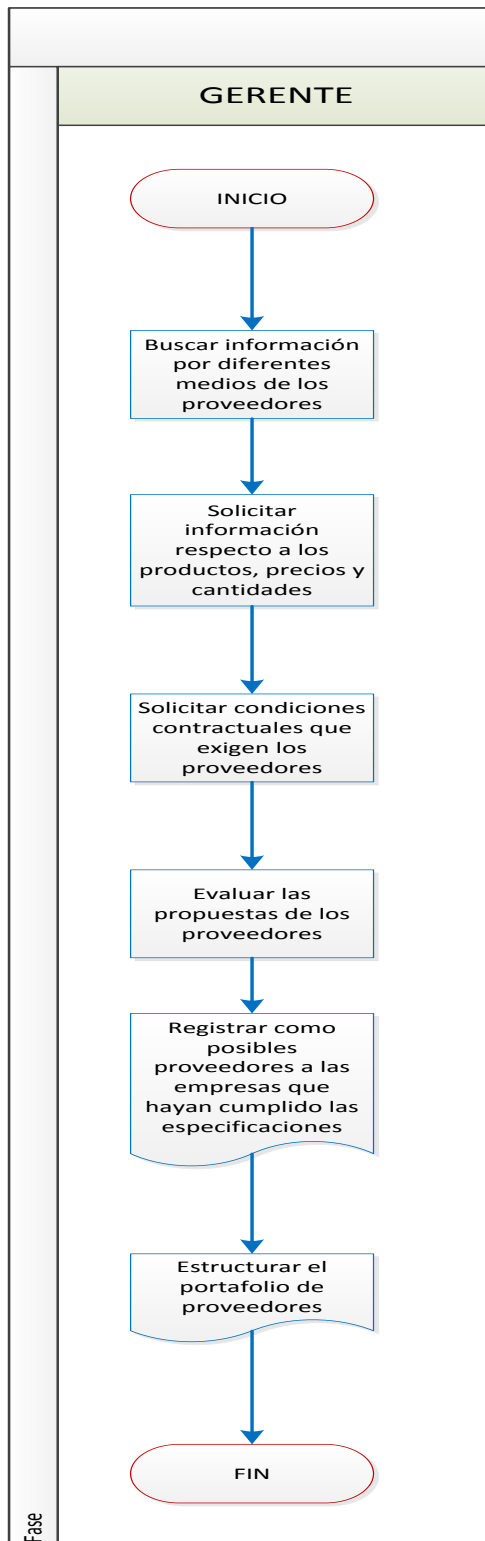 GERENTE
INICIO
Buscar información
por diferentes
medios de los
proveedores
Solicitar
información
respecto a los
productos, precios y
cantidades
Solicitar condiciones
contractuales que
exigen los
proveedores
Evaluar las
propuestas de los
proveedores
Registrar como
posibles
proveedores a las
empresas que
hayan cumplido las
especificaciones
Estructurar el
portafolio de
proveedores
FIN
Fase